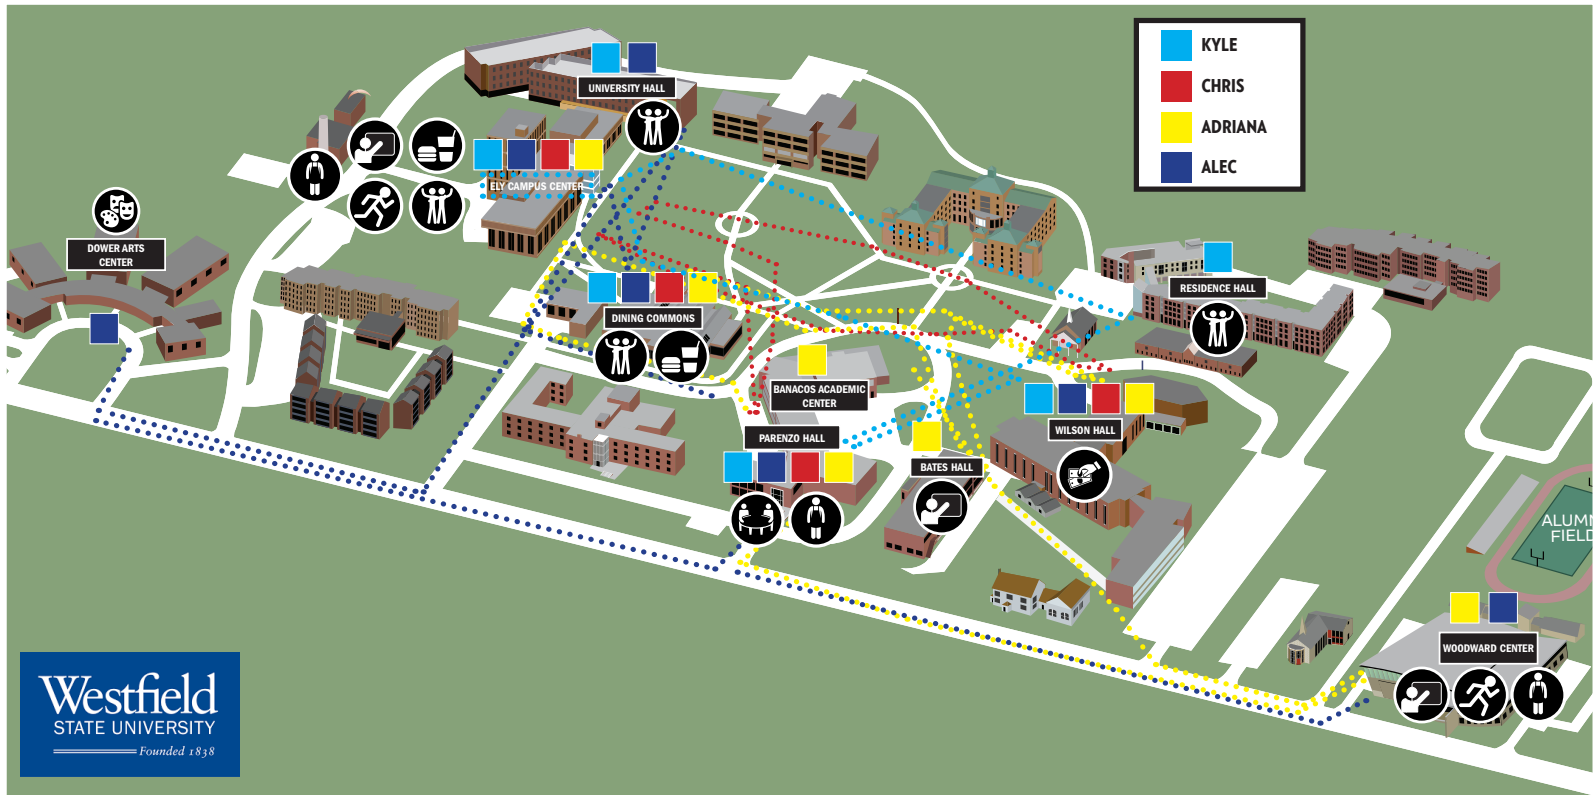 KYLE
CHRIS
ADRIANA
ALEC
UNIVERSITY HALL
ELY CAMPUS CENTER
DOWER ARTS
CENTER
RESIDENCE HALL
DINING COMMONS
BANACOS ACADEMIC
CENTER
PARENZO HALL
WILSON HALL
BATES HALL
ALUMN
FIELD
WOODWARD CENTER
Westfield
STATE UNIVERSITY
Founded 1838